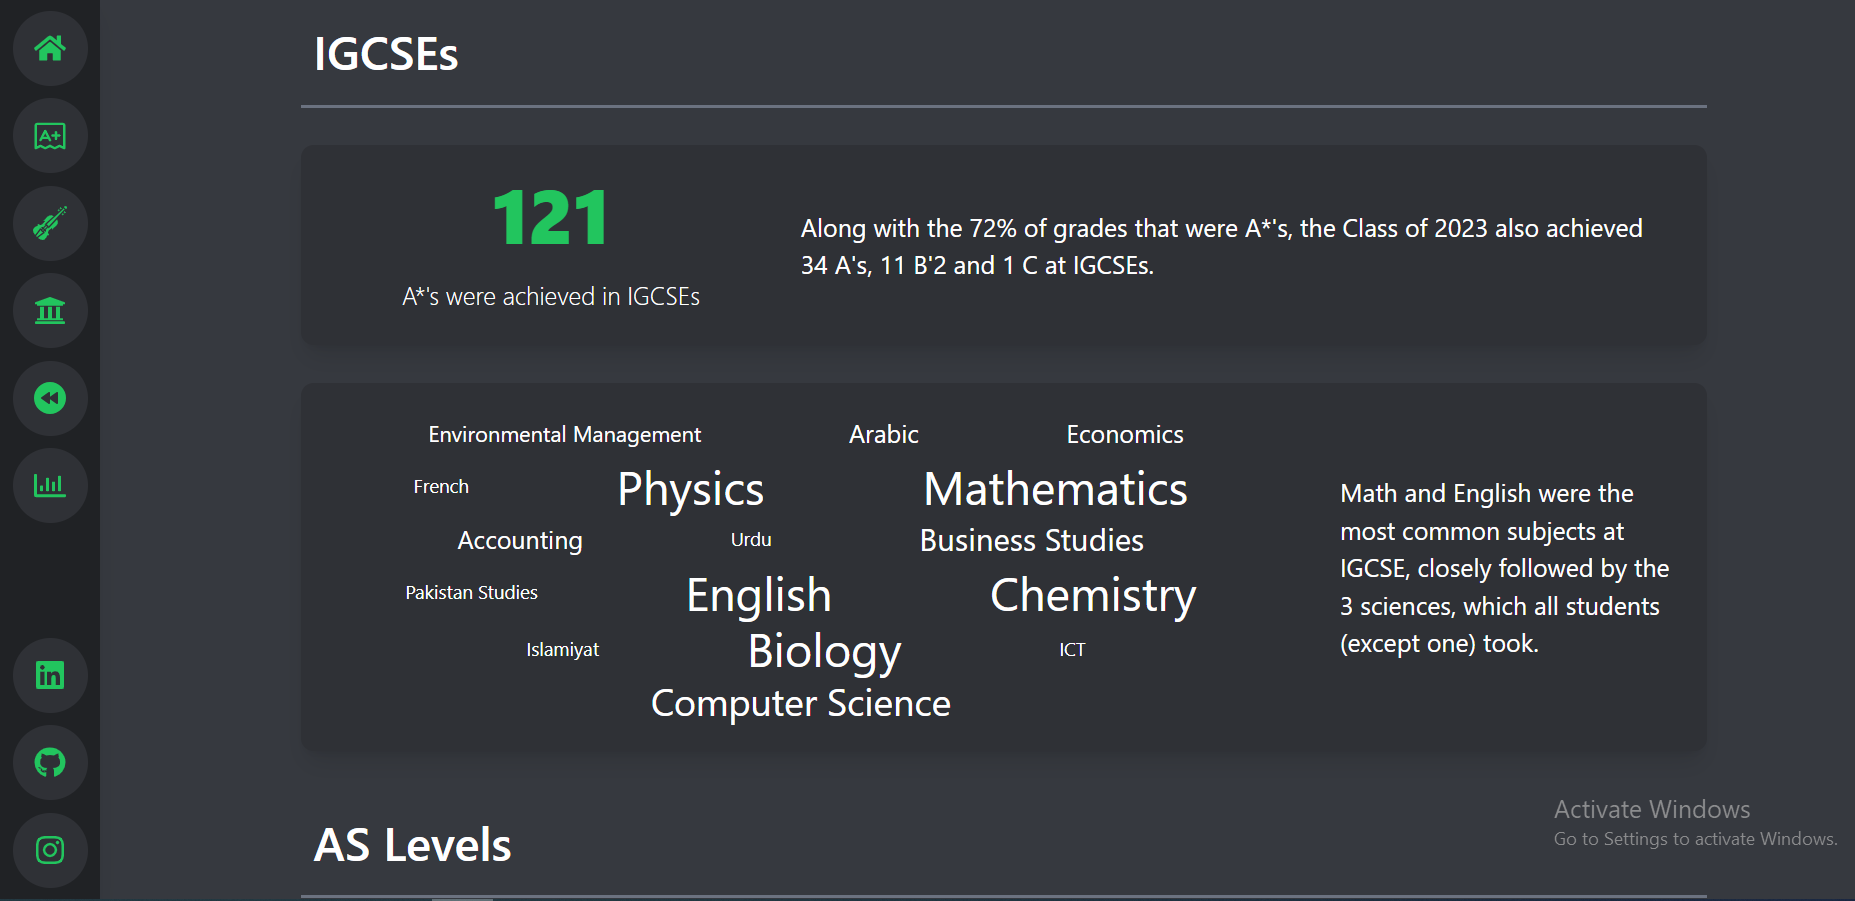 IGCSEs
121
A*'s were achieved in IGCSEs
Along with the 72% of grades that were A*'s, the Class of 2023 also achieved
34 A's, 11 B'2 and 1 C at IGCSEs.
Environmental Management Arabic Economics
French Physics Mathematics
Accounting Urdu Business Studies
Pakistan Studies English Chemistry
Islamiyat Biology ICT
Computer Science
Math and English were the
most common subjects at
IGCSE, closely followed by the
3 sciences, which all students
(except one) took.
AS Levels
Activate Windows
Go to Settings to activate Windows.
A+
in